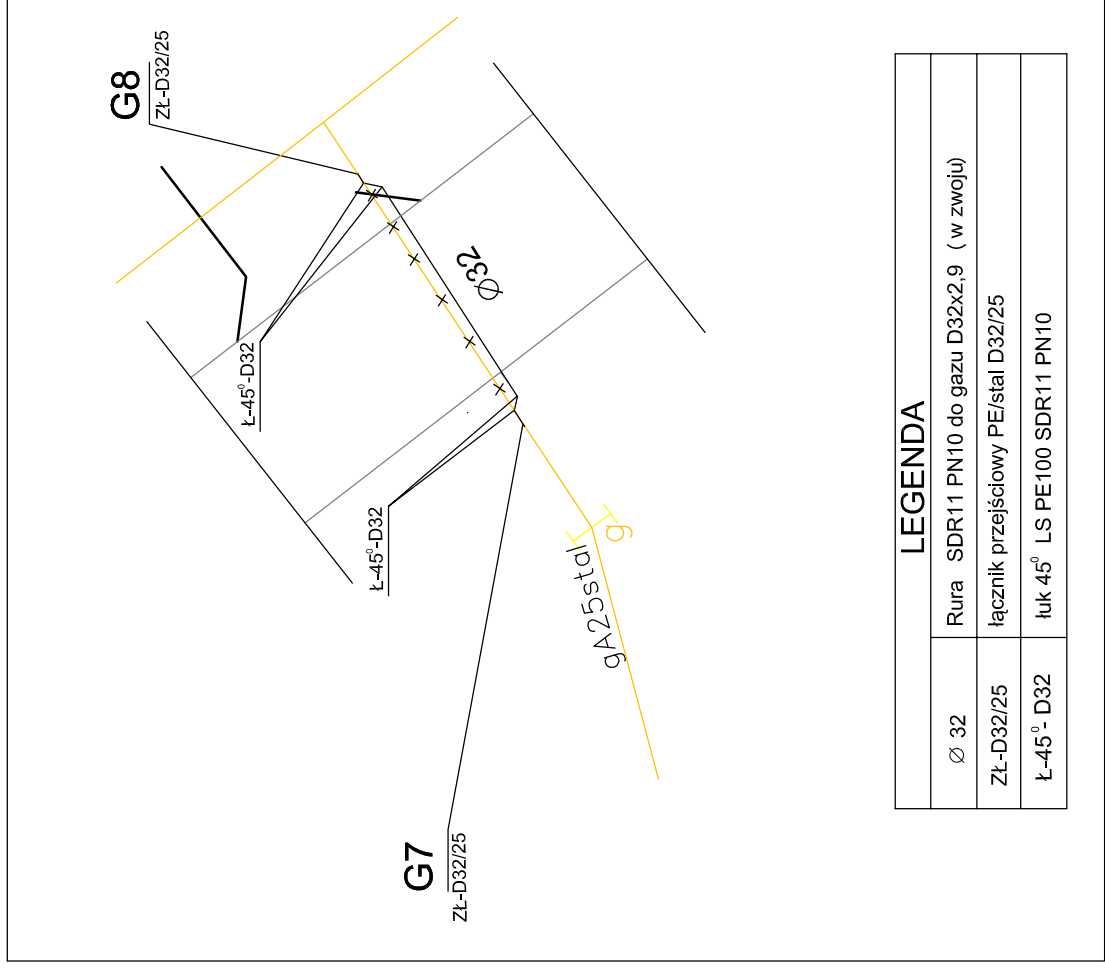 G8
ZŁ-D32/25
Ł-45⁰-D32
Ø32
Ł-45⁰-D32
gA25stal
g
G7
ZŁ-D32/25
LEGENDA
Ø 32 Rura SDR11 PN10 do gazu D32x2,9 ( w zwoju)
ZŁ-D32/25 łącznik przejściowy PE/stal D32/25
Ł-45⁰- D32 łuk 45⁰ LS PE100 SDR11 PN10